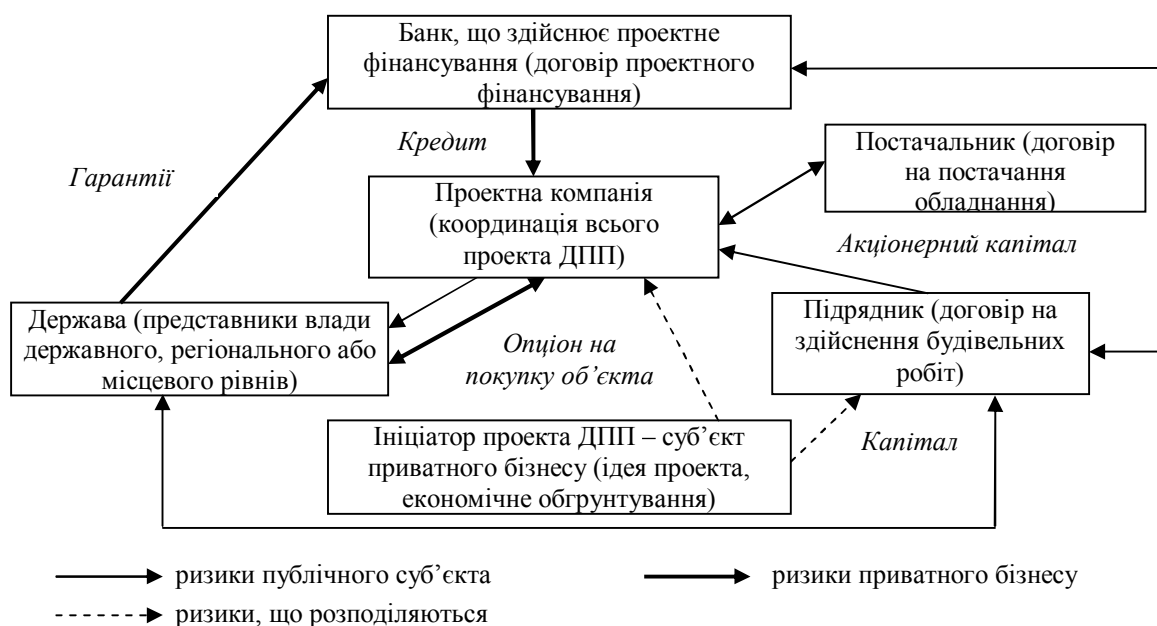 Банк, що здійснює проектне
фінансування (договір проектного
фінансування)
Кредит
Гарантії
Постачальник (договір
на постачання
обладнання)
Проектна компанія
(координація всього
проекта ДПП)
Акціонерний капітал
Держава (представники влади
державного, регіонального або
місцевого рівнів)
Опціон на
покупку об’єкта
Підрядник (договір на
здійснення будівельних
робіт)
Ініціатор проекта ДПП – суб’єкт
приватного бізнесу (ідея проекта,
економічне обгрунтування)
Капітал
ризики публічного суб’єкта
ризики приватного бізнесу
ризики, що розподіляються